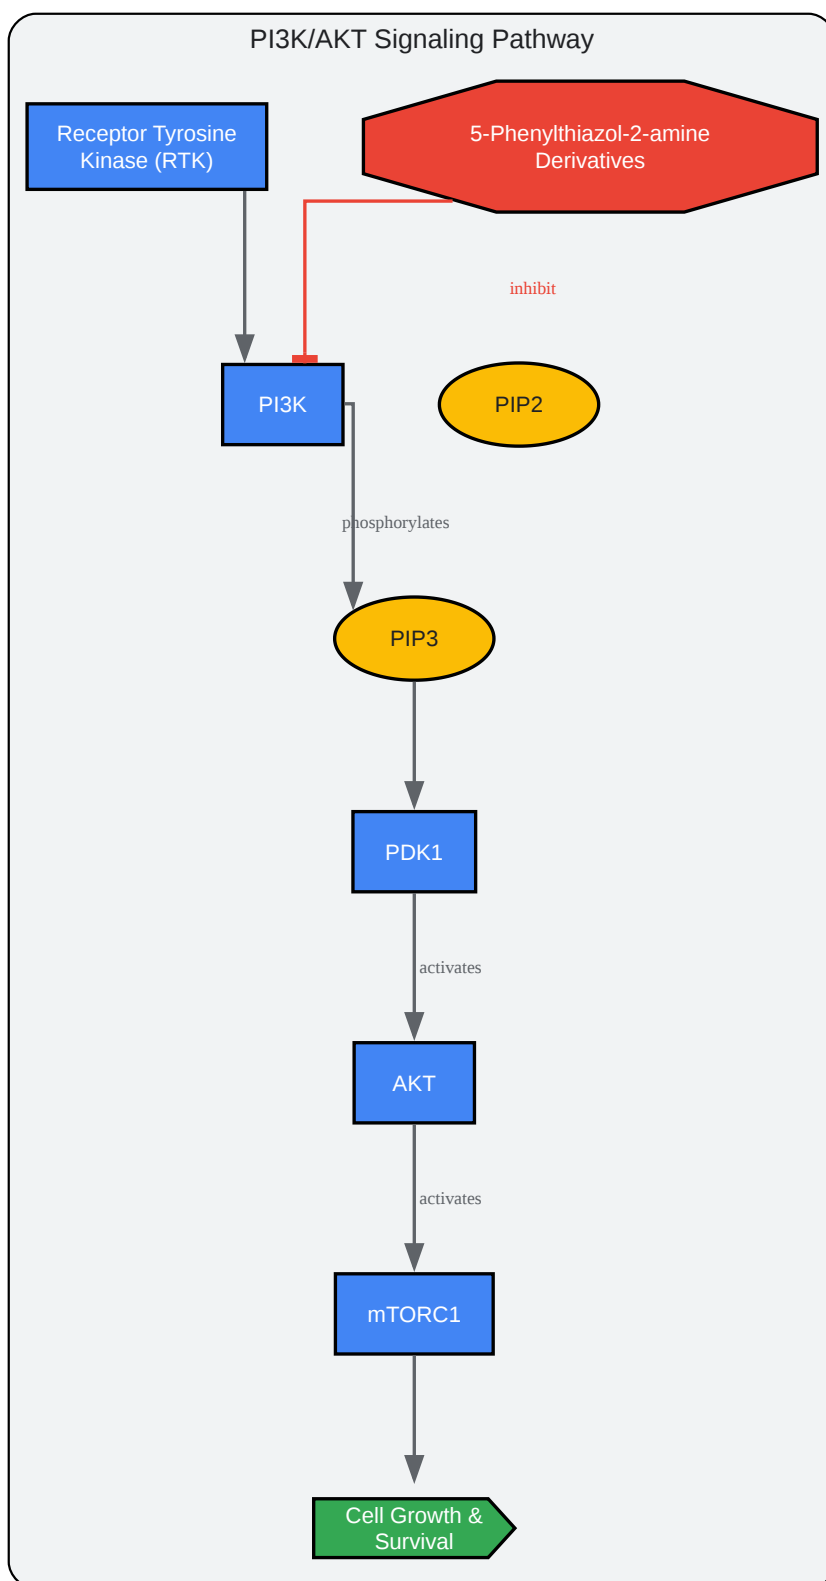 PI3K/AKT Signaling Pathway
Receptor Tyrosine
Kinase (RTK)
5-Phenylthiazol-2-amine
Derivatives
inhibit
PI3K
PIP2
phosphorylates
PIP3
PDK1
activates
AKT
activates
mTORC1
Cell Growth &
Survival